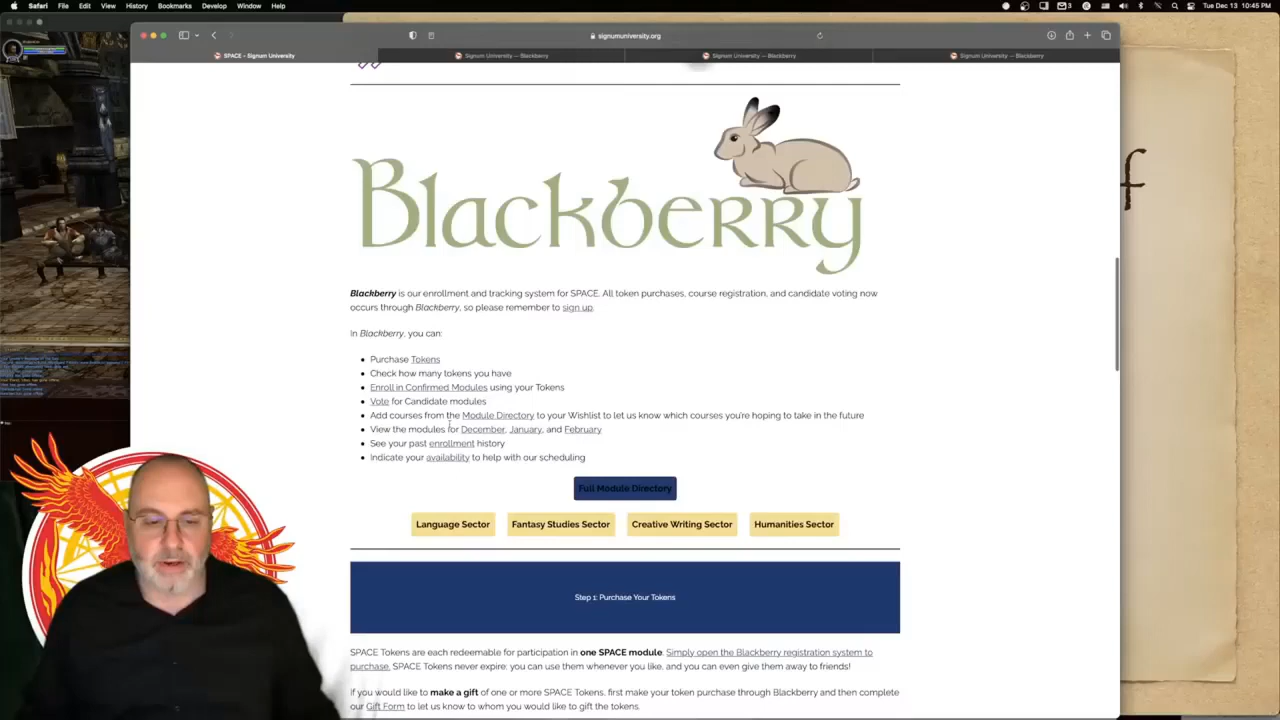 Safari File Edit View History Bookmarks Develop Window Help
3 Tue Dec 13 10:45 PM
signumuniversity.org
SPACE - Signum University
Signum University — Blackberry
Signum University — Blackberry
Signum University — Blackberry
Blackberry
f
Blackberry is our enrollment and tracking system for SPACE. All token purchases, course registration, and candidate voting now
occurs through Blackberry, so please remember to sign up.
In Blackberry, you can:
Purchase Tokens
Check how many tokens you have
Enroll in Confirmed Modules using your Tokens
Vote for Candidate modules
Add courses from the Module Directory to your Wishlist to let us know which courses you're hoping to take in the future
View the modules for December, January, and February
See your past enrollment history
Indicate your availability to help with our scheduling
Full Module Directory
Language Sector
Fantasy Studies Sector
Creative Writing Sector
Humanities Sector
Step 1: Purchase Your Tokens
SPACE Tokens are each redeemable for participation in one SPACE module. Simply open the Blackberry registration system to
purchase. SPACE Tokens never expire; you can use them whenever you like, and you can even give them away to friends!
If you would like to make a gift of one or more SPACE Tokens, first make your token purchase through Blackberry and then complete
our Gift Form to let us know to whom you would like to gift the tokens.